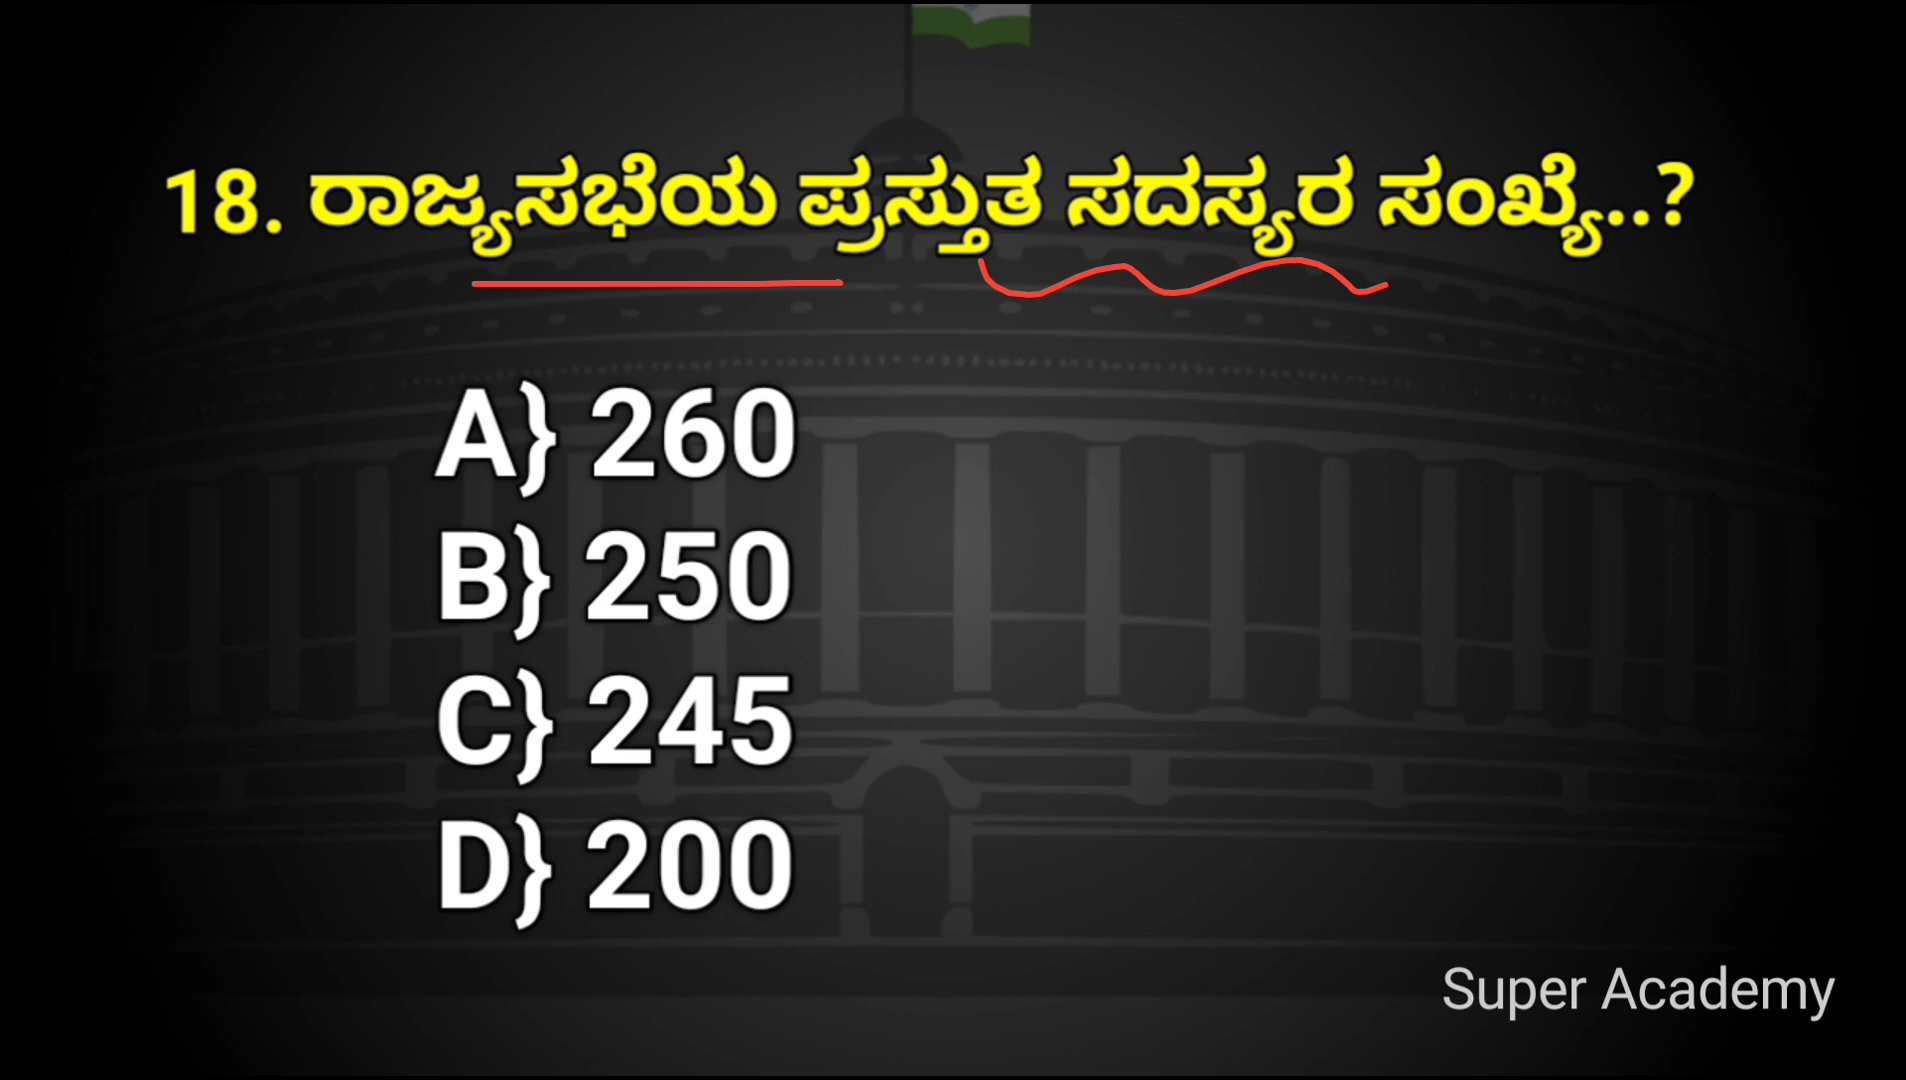 18. ರಾಜ್ಯಸಭೆಯ ಪ್ರಸ್ತುತ ಸದಸ್ಯರ ಸಂಖ್ಯೆ..?
A} 260
B} 250
C} 245
D} 200
Super Academy